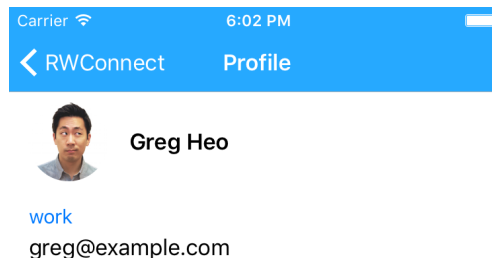 Carrier 6:02 PM
RWConnect Profile
Greg Heo
work
greg@example.com